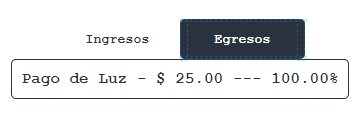 Ingresos Egresos
Pago de Luz - $ 25.00 --- 100.00%